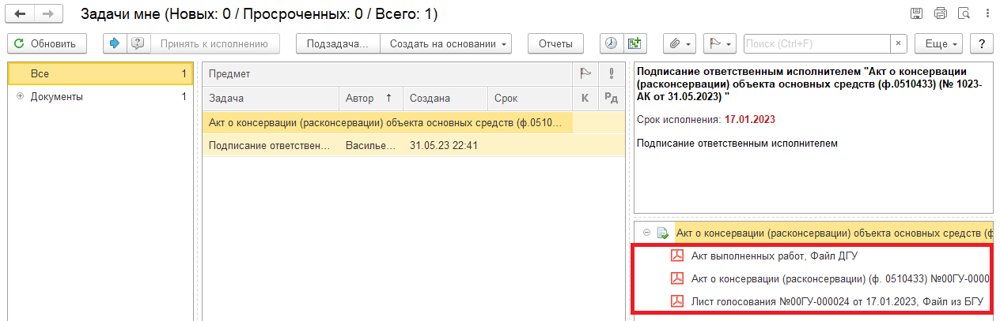 Задачи мне (Новых: 0 / Просроченных: 0 / Всего: 1)
Обновить
Принять к исполнению
Подзадача...
Создать на основании
Отчеты
Поиск (Ctrl+F)
×
Еще
?
Все 1
Документы 1
Предмет
Задача Автор ↑ Создана Срок К Рд
Акт о консервации (расконсервации) объекта основных средств (ф.0510...
Подписание ответствен... Василье... 31.05.23 22:41
Подписание ответственным исполнителем "Акт о консервации
(расконсервации) объекта основных средств (ф.0510433) (№ 1023-
АК от 31.05.2023) "
Срок исполнения: 17.01.2023
Подписание ответственным исполнителем
Акт о консервации (расконсервации) объекта основных средств (ф
Акт выполненных работ, Файл ДГУ
Акт о консервации (расконсервации) (ф. 0510433) №00ГУ-0000
Лист голосования №00ГУ-000024 от 17.01.2023, Файл из БГУ